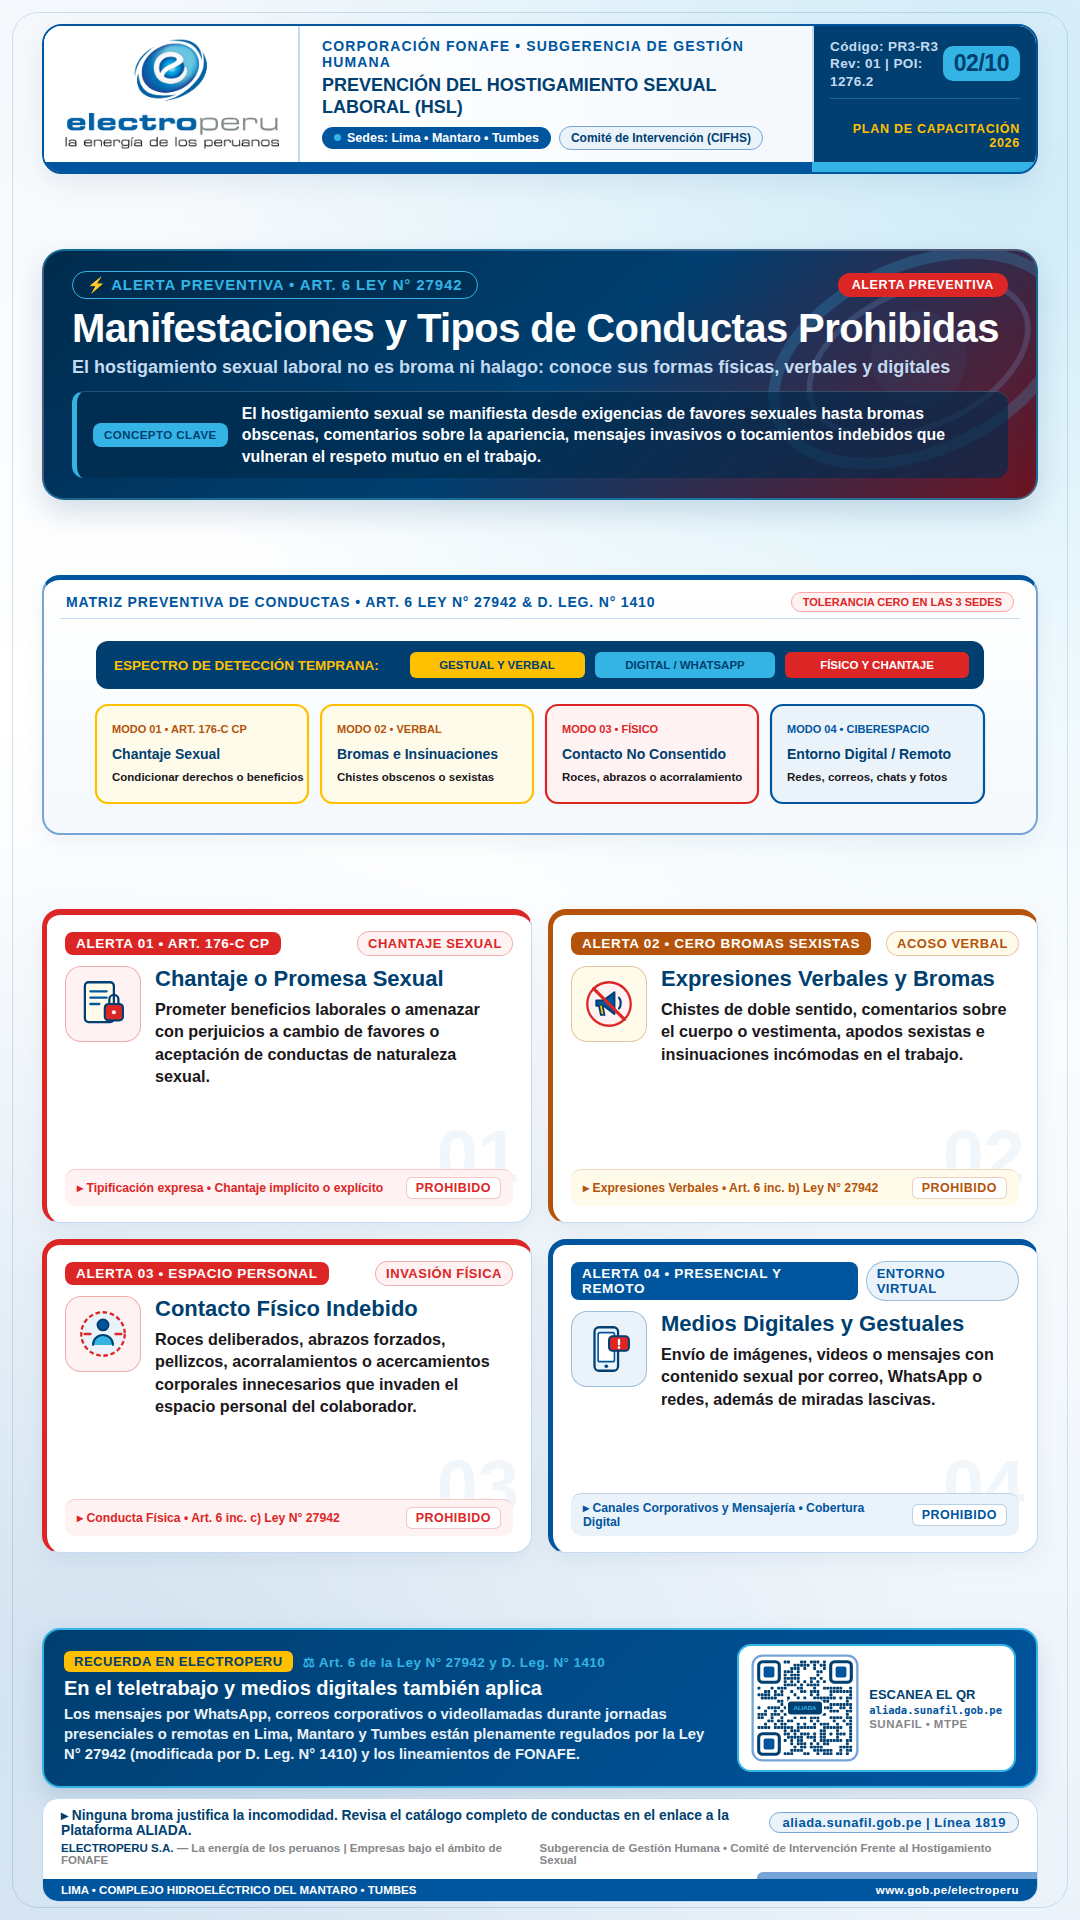 electroperu
la energía de los peruanos
CORPORACIÓN FONAFE • SUBGERENCIA DE GESTIÓN
HUMANA
PREVENCIÓN DEL HOSTIGAMIENTO SEXUAL
LABORAL (HSL)
Sedes: Lima • Mantaro • Tumbes
Comité de Intervención (CIFHS)
Código: PR3-R3
Rev: 01 | POI:
1276.2
02/10
PLAN DE CAPACITACIÓN
2026
⚡ ALERTA PREVENTIVA • ART. 6 LEY N° 27942
ALERTA PREVENTIVA
Manifestaciones y Tipos de Conductas Prohibidas
El hostigamiento sexual laboral no es broma ni halago: conoce sus formas físicas, verbales y digitales
CONCEPTO CLAVE
El hostigamiento sexual se manifiesta desde exigencias de favores sexuales hasta bromas
obscenas, comentarios sobre la apariencia, mensajes invasivos o tocamientos indebidos que
vulneran el respeto mutuo en el trabajo.
MATRIZ PREVENTIVA DE CONDUCTAS • ART. 6 LEY N° 27942 & D. LEG. N° 1410
TOLERANCIA CERO EN LAS 3 SEDES
ESPECTRO DE DETECCIÓN TEMPRANA:
GESTUAL Y VERBAL
DIGITAL / WHATSAPP
FÍSICO Y CHANTAJE
MODO 01 • ART. 176-C CP
Chantaje Sexual
Condicionar derechos o beneficios
MODO 02 • VERBAL
Bromas e Insinuaciones
Chistes obscenos o sexistas
MODO 03 • FÍSICO
Contacto No Consentido
Roces, abrazos o acorralamiento
MODO 04 • CIBERESPACIO
Entorno Digital / Remoto
Redes, correos, chats y fotos
ALERTA 01 • ART. 176-C CP
CHANTAJE SEXUAL
Chantaje o Promesa Sexual
Prometer beneficios laborales o amenazar
con perjuicios a cambio de favores o
aceptación de conductas de naturaleza
sexual.
01
▸ Tipificación expresa • Chantaje implícito o explícito
PROHIBIDO
ALERTA 02 • CERO BROMAS SEXISTAS
ACOSO VERBAL
Expresiones Verbales y Bromas
Chistes de doble sentido, comentarios sobre
el cuerpo o vestimenta, apodos sexistas e
insinuaciones incómodas en el trabajo.
02
▸ Expresiones Verbales • Art. 6 inc. b) Ley N° 27942
PROHIBIDO
ALERTA 03 • ESPACIO PERSONAL
INVASIÓN FÍSICA
Contacto Físico Indebido
Roces deliberados, abrazos forzados,
pellizcos, acorralamientos o acercamientos
corporales innecesarios que invaden el
espacio personal del colaborador.
03
▸ Conducta Física • Art. 6 inc. c) Ley N° 27942
PROHIBIDO
ALERTA 04 • PRESENCIAL Y
REMOTO
ENTORNO
VIRTUAL
Medios Digitales y Gestuales
Envío de imágenes, videos o mensajes con
contenido sexual por correo, WhatsApp o
redes, además de miradas lascivas.
04
▸ Canales Corporativos y Mensajería • Cobertura
Digital
PROHIBIDO
RECUERDA EN ELECTROPERU
⚖ Art. 6 de la Ley N° 27942 y D. Leg. N° 1410
En el teletrabajo y medios digitales también aplica
Los mensajes por WhatsApp, correos corporativos o videollamadas durante jornadas
presenciales o remotas en Lima, Mantaro y Tumbes están plenamente regulados por la Ley
N° 27942 (modificada por D. Leg. N° 1410) y los lineamientos de FONAFE.
ALIADA
ESCANEA EL QR
aliada.sunafil.gob.pe
SUNAFIL • MTPE
▸ Ninguna broma justifica la incomodidad. Revisa el catálogo completo de conductas en el enlace a la
Plataforma ALIADA.
aliada.sunafil.gob.pe | Línea 1819
ELECTROPERU S.A. — La energía de los peruanos | Empresas bajo el ámbito de
FONAFE
Subgerencia de Gestión Humana • Comité de Intervención Frente al Hostigamiento
Sexual
LIMA • COMPLEJO HIDROELÉCTRICO DEL MANTARO • TUMBES
www.gob.pe/electroperu